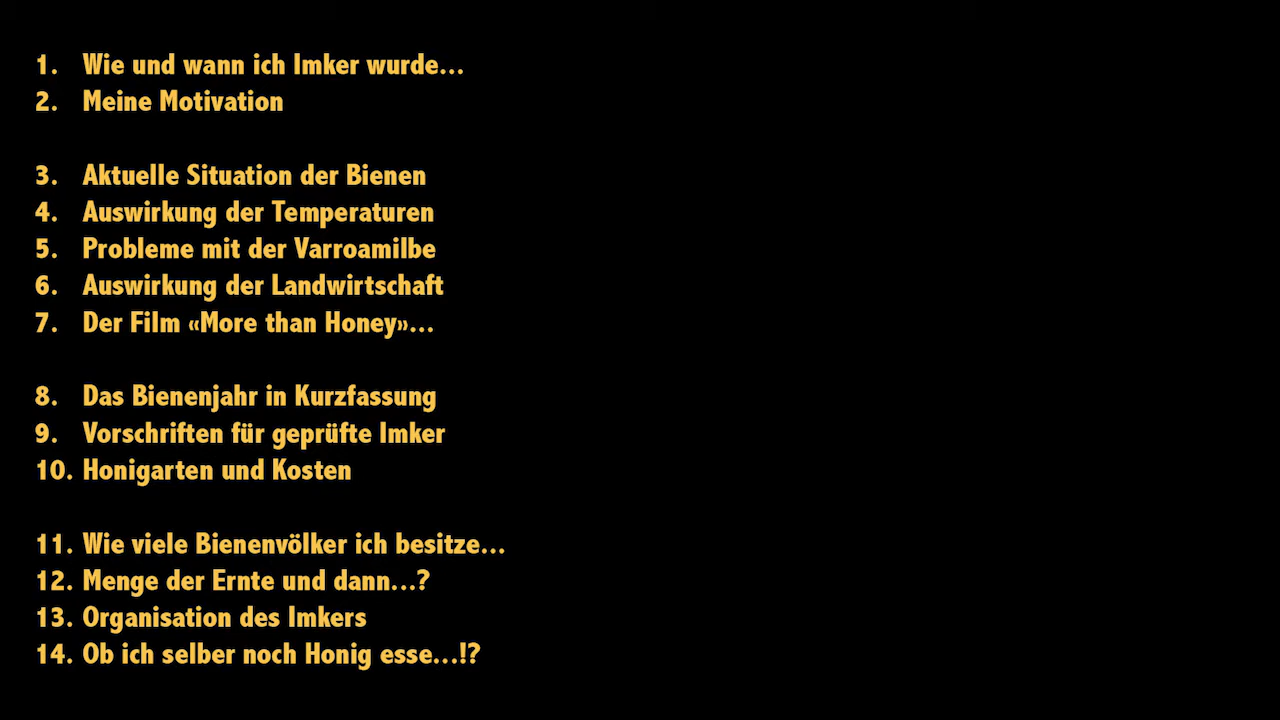 1. Wie und wann ich Imker wurde...
2. Meine Motivation
3. Aktuelle Situation der Bienen
4. Auswirkung der Temperaturen
5. Probleme mit der Varroamilbe
6. Auswirkung der Landwirtschaft
7. Der Film «More than Honey»...
8. Das Bienenjahr in Kurzfassung
9. Vorschriften für geprüfte Imker
10. Honigarten und Kosten
11. Wie viele Bienenvölker ich besitze...
12. Menge der Ernte und dann...?
13. Organisation des Imkers
14. Ob ich selber noch Honig esse...!?